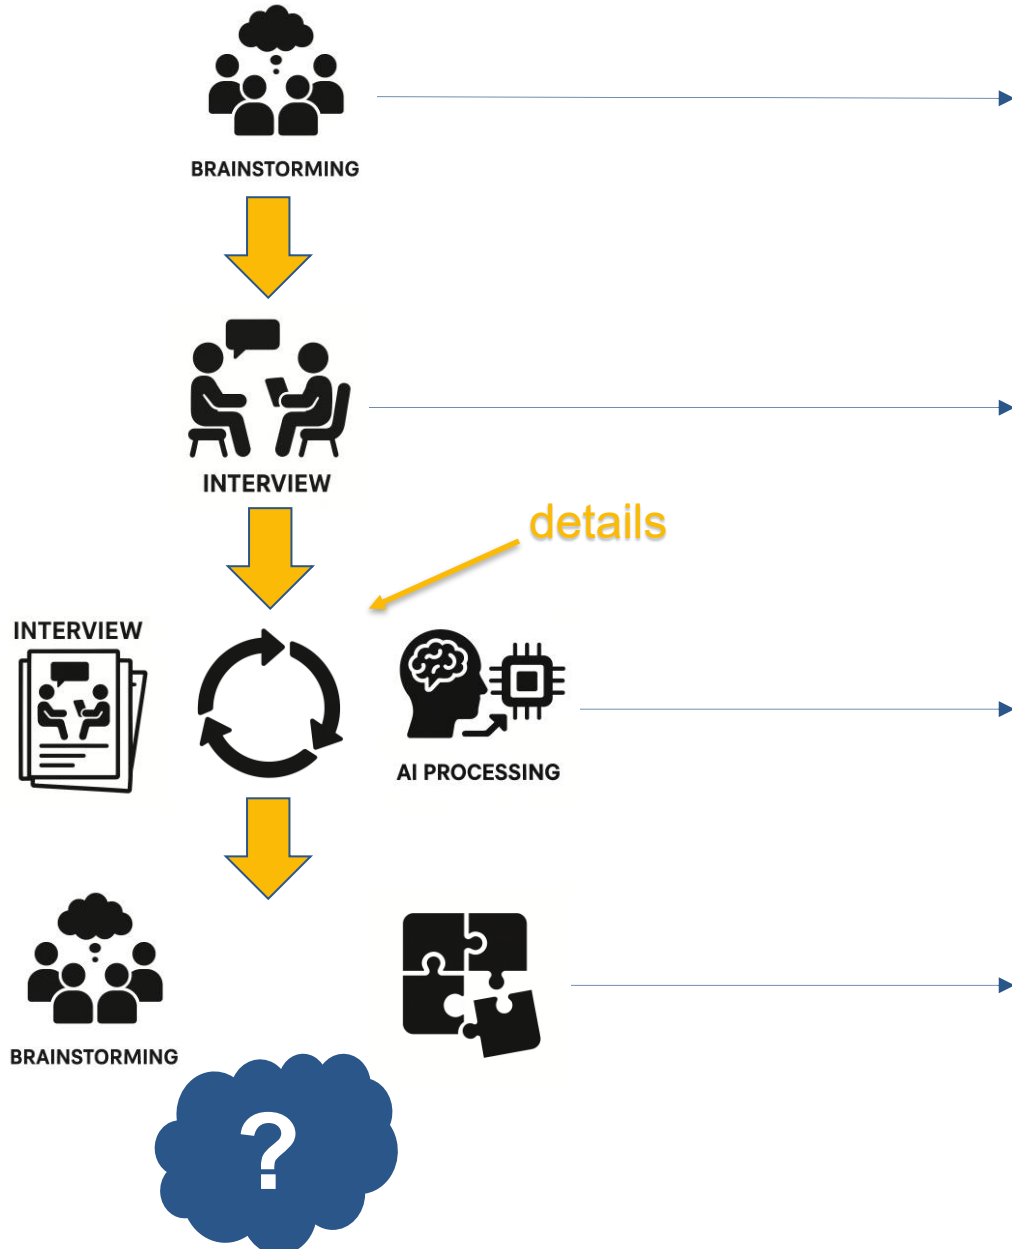 BRAINSTORMING
INTERVIEW
details
INTERVIEW
AI PROCESSING
BRAINSTORMING
?